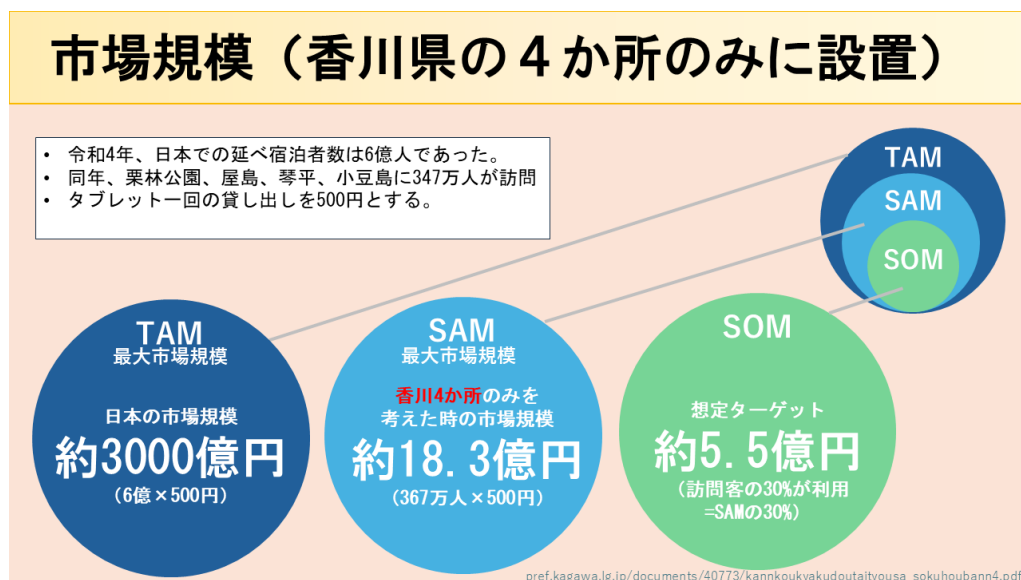 市場規模（香川県の４か所のみに設置）
• 令和4年、日本での延べ宿泊者数は6億人であった。
• 同年、栗林公園、屋島、琴平、小豆島に347万人が訪問
• タブレット一回の貸し出しを500円とする。
TAM
SAM
SOM
TAM
最大市場規模
日本の市場規模
約3000億円
（6億×500円）
SAM
最大市場規模
香川4か所のみを
考えた時の市場規模
約18.3億円
（367万人×500円）
SOM
想定ターゲット
約5.5億円
（訪問客の30%が利用
=SAMの30%）
pref.kagawa.lg.jp/documents/40773/kannkoukyakudoutaityousa_sokuhoubann4.pdf